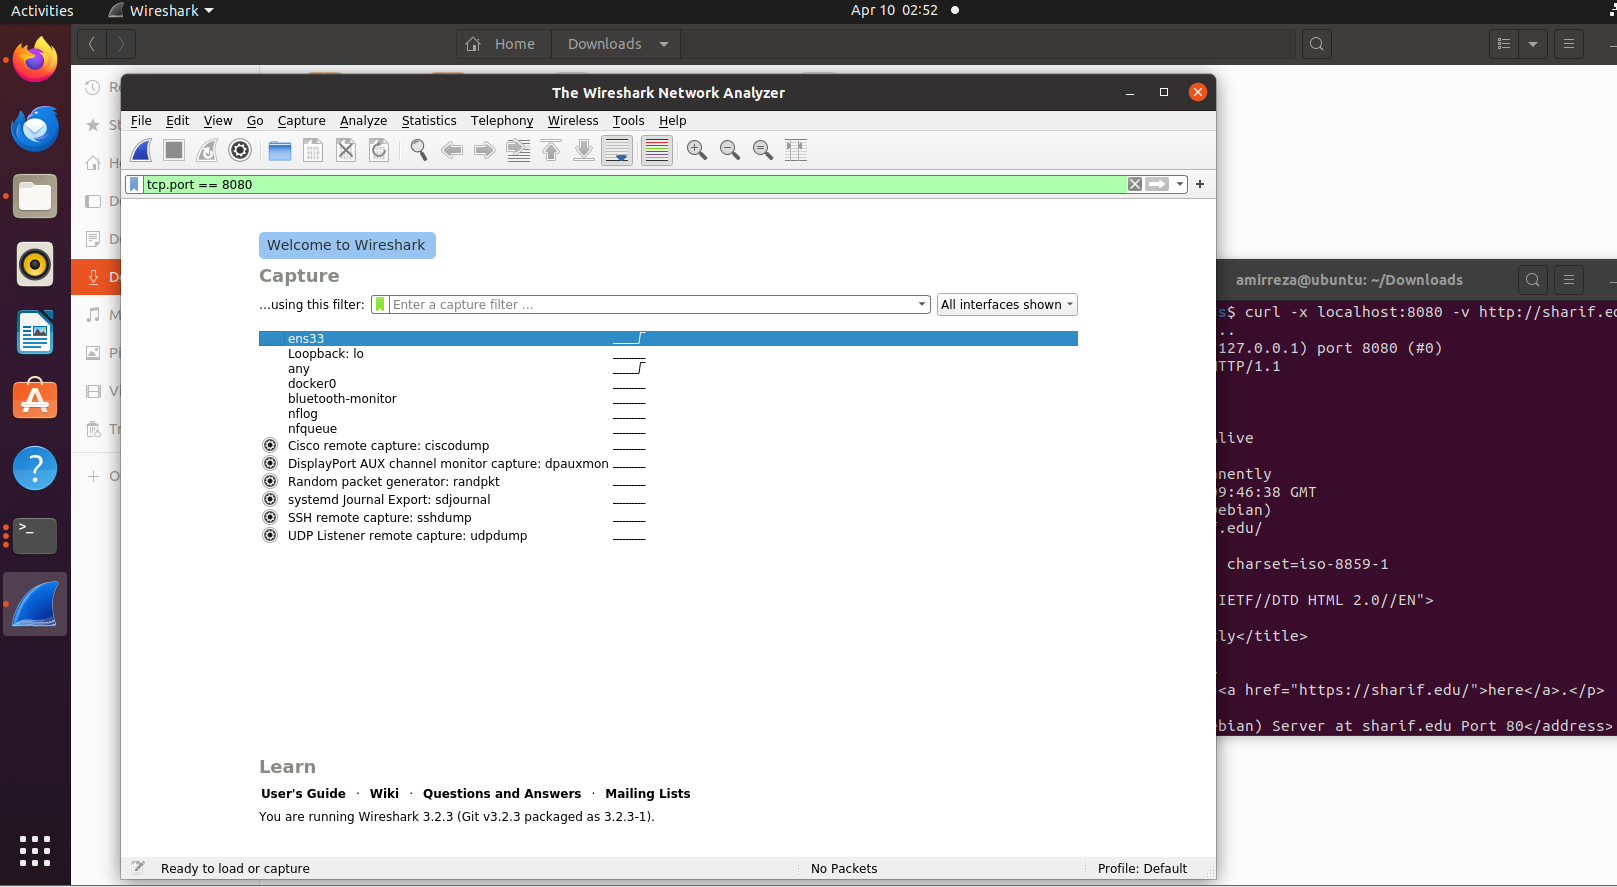 Activities
Wireshark
Apr 10 02:52
Home
Downloads
The Wireshark Network Analyzer
File Edit View Go Capture Analyze Statistics Telephony Wireless Tools Help
tcp.port == 8080
Welcome to Wireshark
Capture
...using this filter:
Enter a capture filter ...
All interfaces shown
ens33
Loopback: lo
any
docker0
bluetooth-monitor
nflog
nfqueue
Cisco remote capture: ciscodump
DisplayPort AUX channel monitor capture: dpauxmon
Random packet generator: randpkt
systemd Journal Export: sdjournal
SSH remote capture: sshdump
UDP Listener remote capture: udpdump
Learn
User's Guide · Wiki · Questions and Answers · Mailing Lists
You are running Wireshark 3.2.3 (Git v3.2.3 packaged as 3.2.3-1).
Ready to load or capture
No Packets
Profile: Default
amirreza@ubuntu: ~/Downloads
s$ curl -x localhost:8080 -v http://sharif.ed
..
127.0.0.1) port 8080 (#0)
TTP/1.1
live
nently
9:46:38 GMT
ebian)
f.edu/
charset=iso-8859-1
IETF//DTD HTML 2.0//EN">
ly</title>
<a href="https://sharif.edu/">here</a>.</p>
bian) Server at sharif.edu Port 80</address>